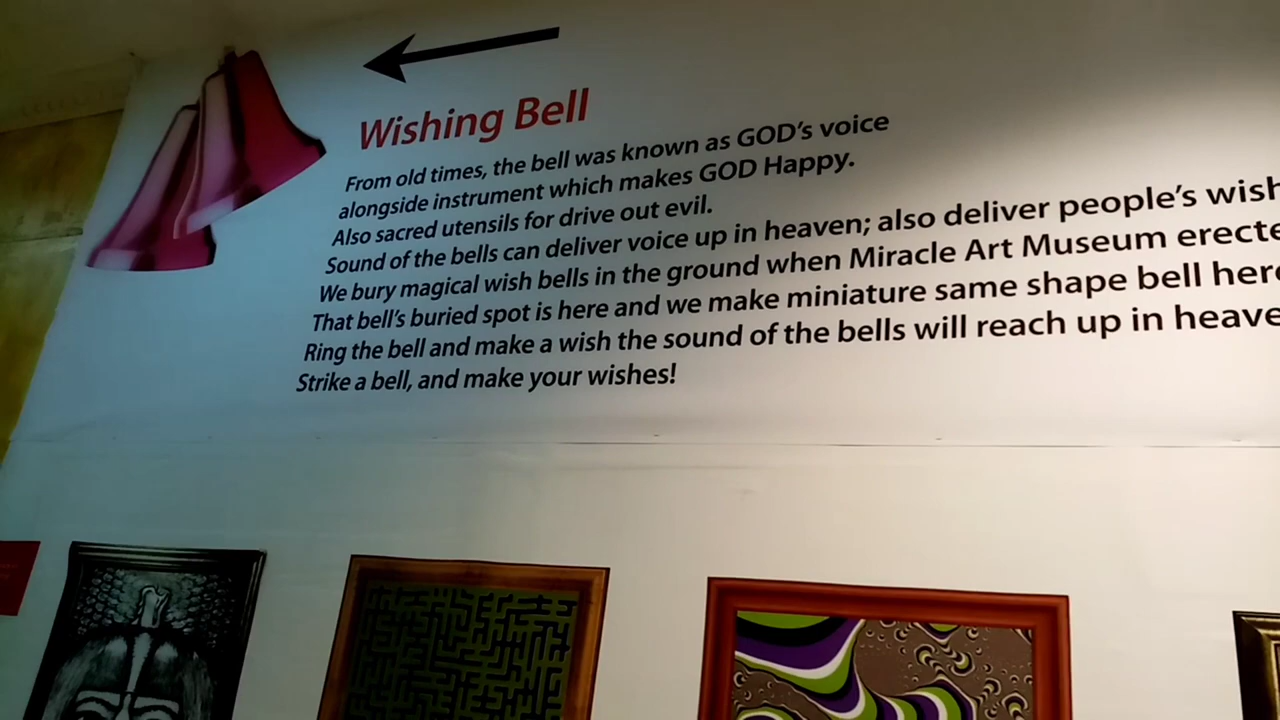 Wishing Bell
From old times, the bell was known as GOD's voice
alongside instrument which makes GOD Happy.
Also sacred utensils for drive out evil.
Sound of the bells can deliver voice up in heaven; also deliver people's wish
We bury magical wish bells in the ground when Miracle Art Museum erecte
That bell's buried spot is here and we make miniature same shape bell here
Ring the bell and make a wish the sound of the bells will reach up in heave
Strike a bell, and make your wishes!